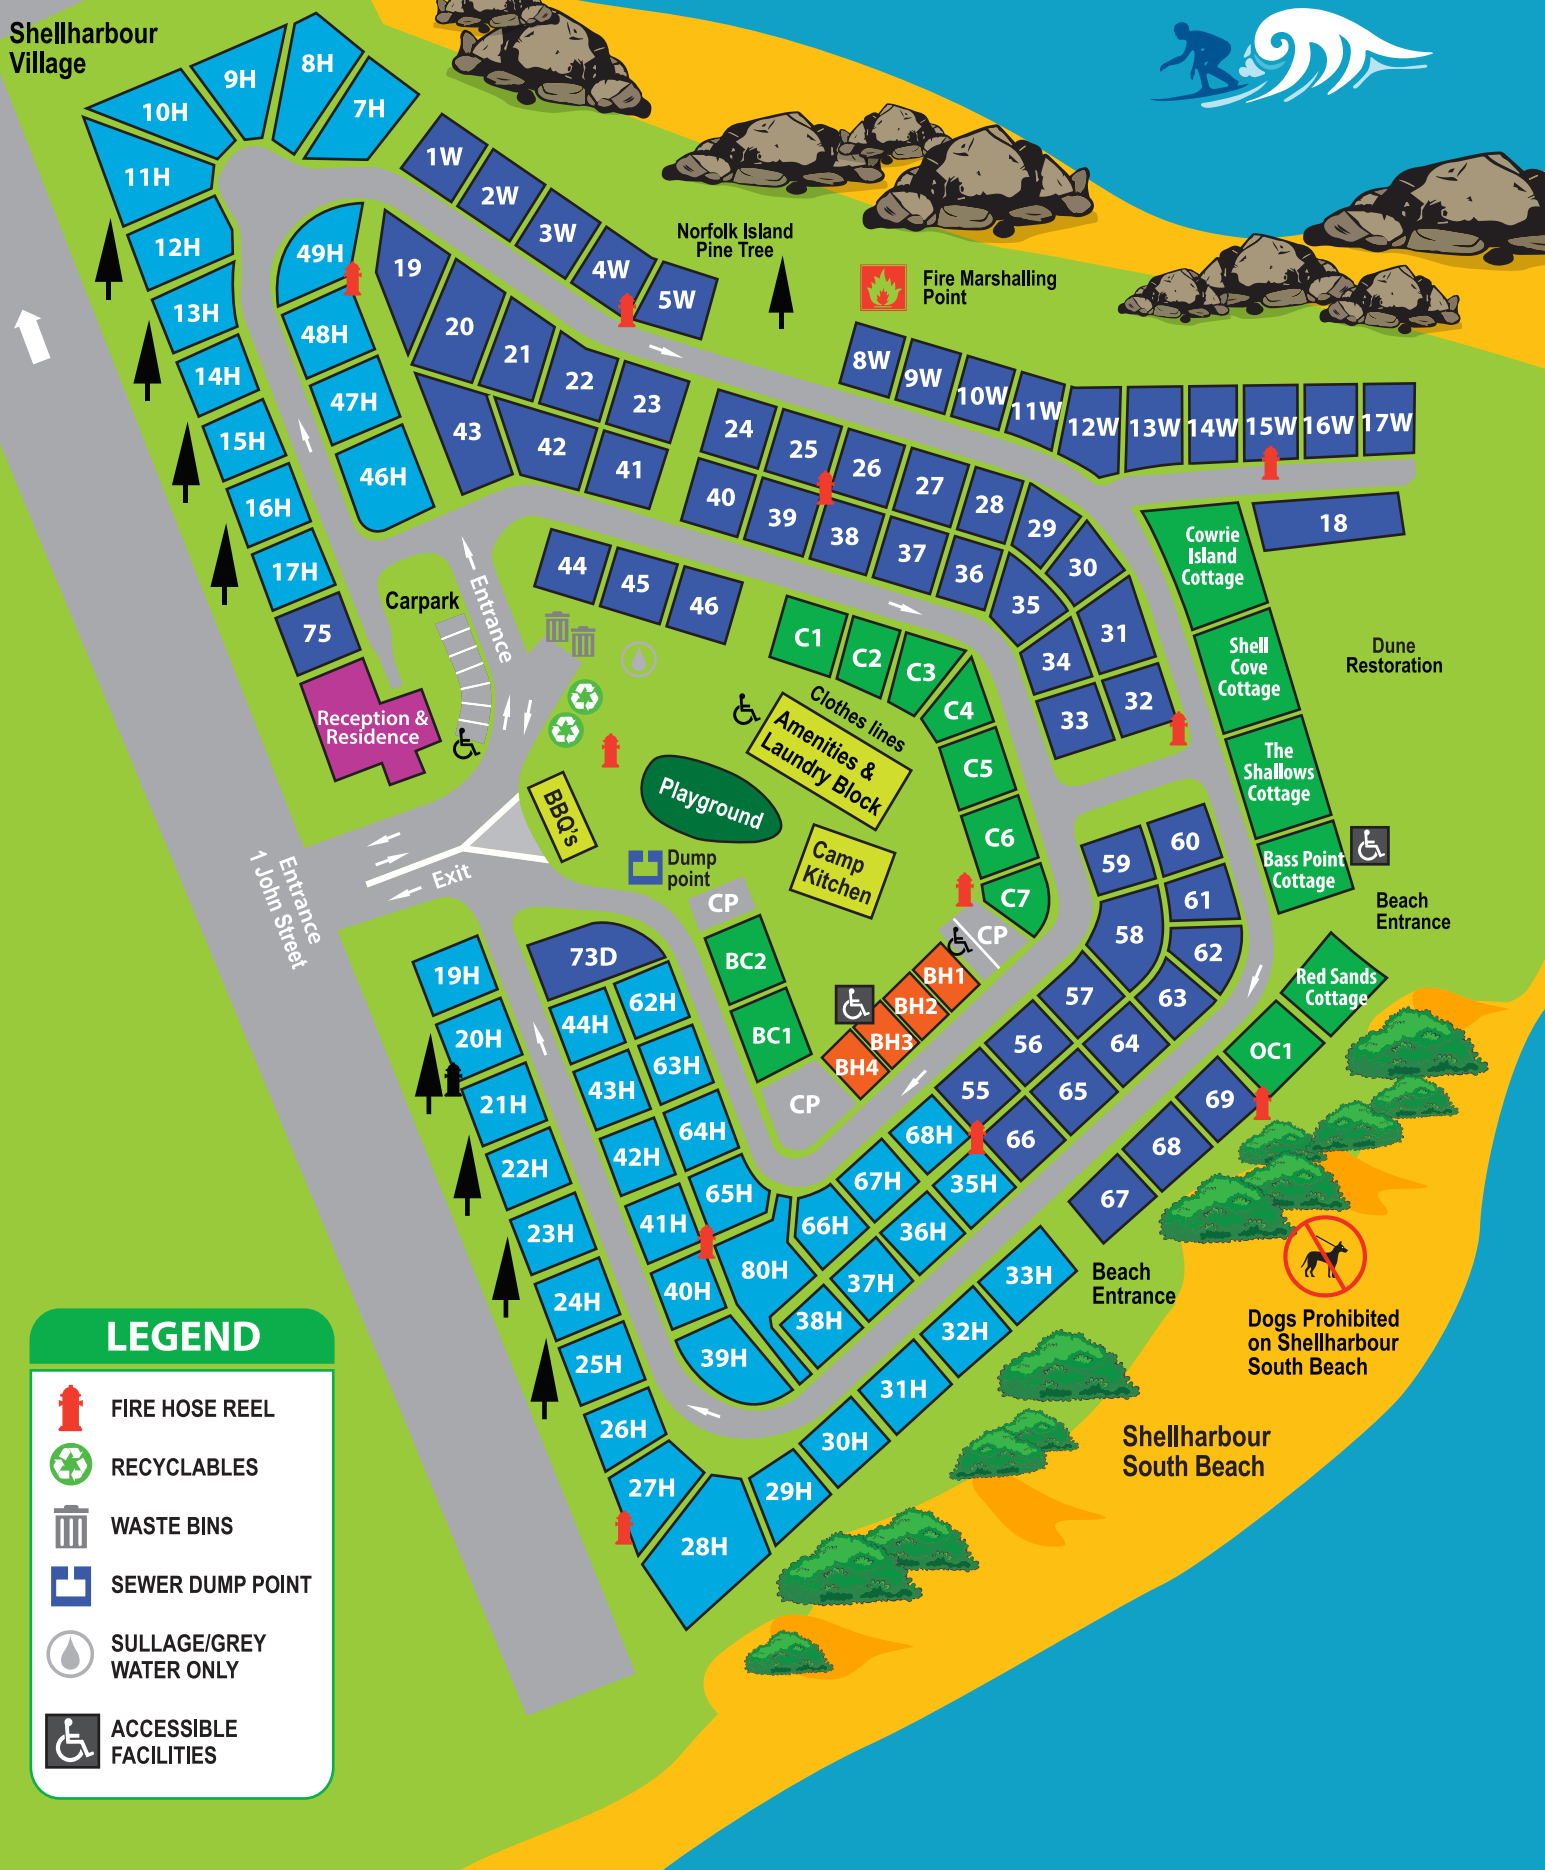 Shellharbour
Village
8H
9H
7H
10H
11H
1W
2W
3W
4W
5W
12H
13H
14H
15H
16H
17H
75
49H
48H
47H
46H
19
20
21
22
23
43
42
41
Norfolk Island
Pine Tree
Fire Marshalling
Point
8W
9W
10W
11W
12W
13W
14W
15W
16W
17W
18
24
25
26
27
28
29
30
31
32
40
39
38
37
36
35
34
33
44
45
46
Cowrie
Island
Cottage
Shell
Cove
Cottage
The
Shallows
Cottage
Bass Point
Cottage
Dune
Restoration
Beach
Entrance
Carpark
Entrance
Reception &
Residence
C1
C2
C3
C4
C5
C6
C7
Clothes lines
Amenities &
Laundry Block
Playground
BBQ's
Camp
Kitchen
Dump
point
CP
CP
CP
Exit
Entrance
1 John Street
BC2
BC1
BH1
BH2
BH3
BH4
59
60
61
58
62
57
63
56
64
55
65
66
Red Sands
Cottage
OC1
69
68
67
19H
20H
21H
22H
23H
24H
25H
26H
27H
28H
29H
30H
31H
32H
33H
73D
44H
62H
43H
63H
42H
64H
41H
65H
40H
80H
39H
66H
67H
68H
35H
36H
37H
38H
Beach
Entrance
Dogs Prohibited
on Shellharbour
South Beach
Shellharbour
South Beach
LEGEND
FIRE HOSE REEL
RECYCLABLES
WASTE BINS
SEWER DUMP POINT
SULLAGE/GREY
WATER ONLY
ACCESSIBLE
FACILITIES